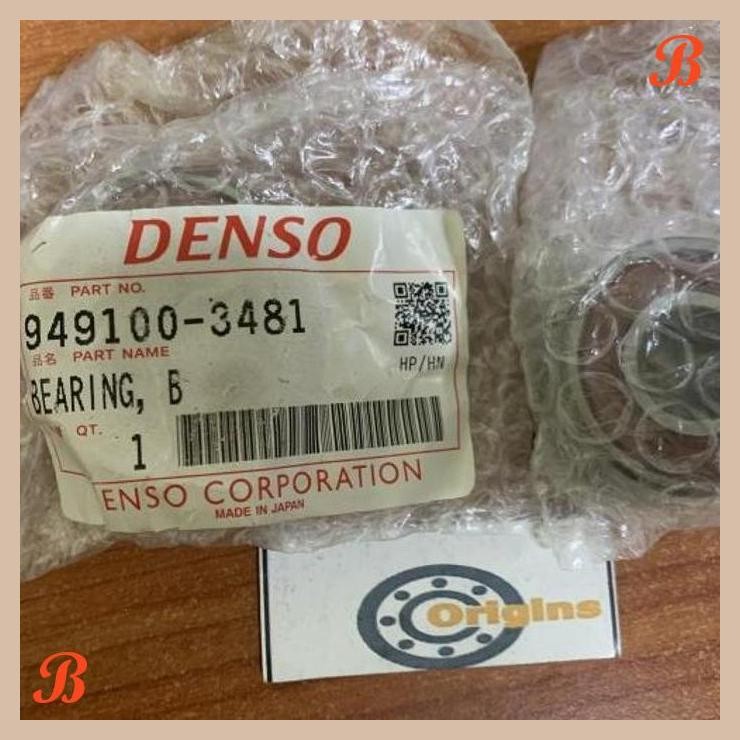 B
DENSO
品番 PART NO.
949100-3481
品名 PART NAME
HP/HN
BEARING, B
QT.
1
ENSO CORPORATION
MADE IN JAPAN
Origins
B